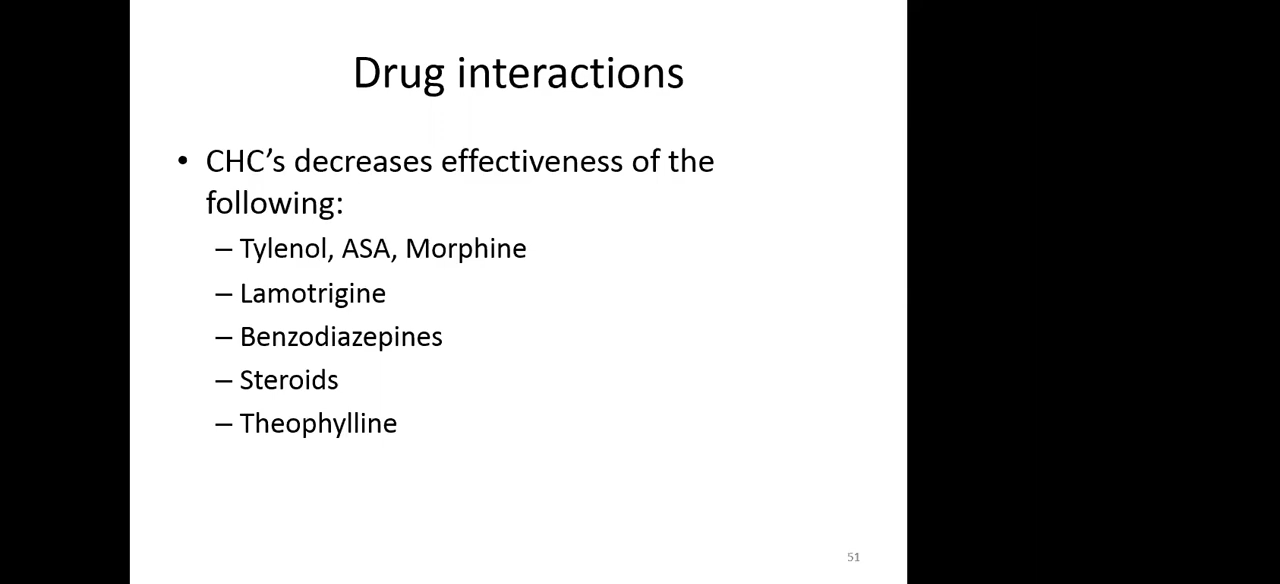 Drug interactions
• CHC’s decreases effectiveness of the
following:
– Tylenol, ASA, Morphine
– Lamotrigine
– Benzodiazepines
– Steroids
– Theophylline
51